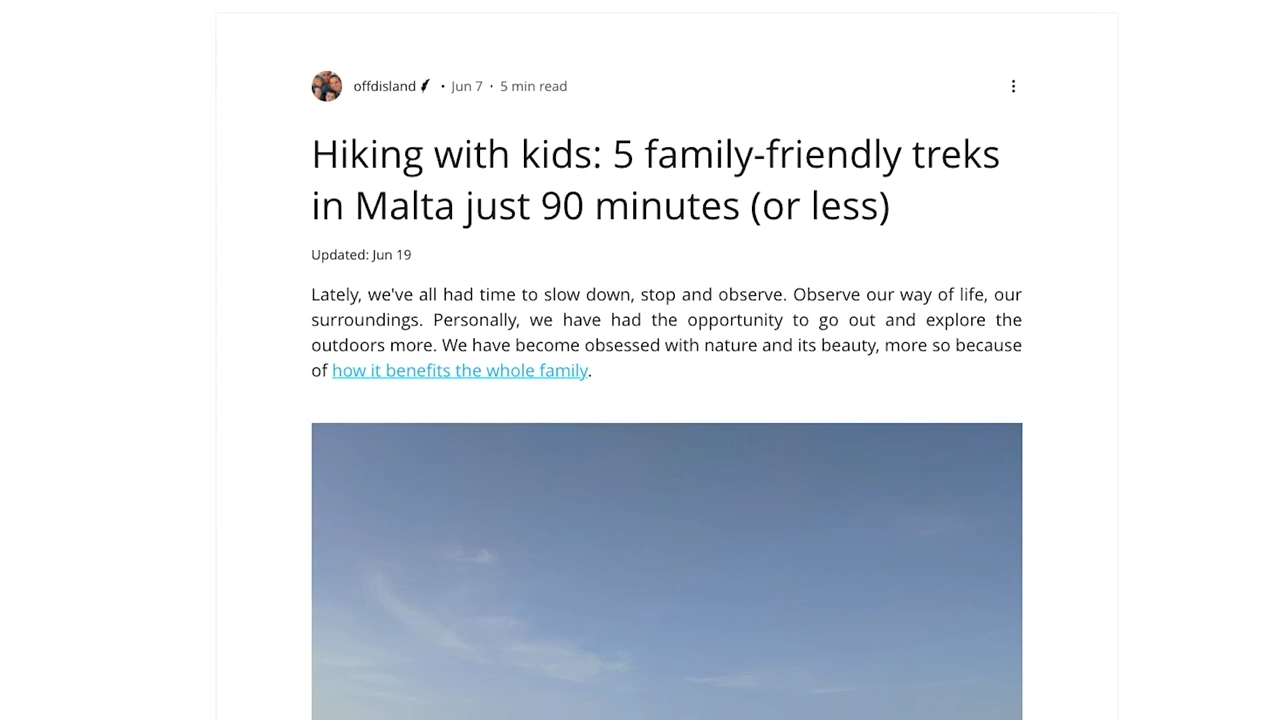 offdisland · Jun 7 · 5 min read
Hiking with kids: 5 family-friendly treks
in Malta just 90 minutes (or less)
Updated: Jun 19
Lately, we've all had time to slow down, stop and observe. Observe our way of life, our
surroundings. Personally, we have had the opportunity to go out and explore the
outdoors more. We have become obsessed with nature and its beauty, more so because
of how it benefits the whole family.